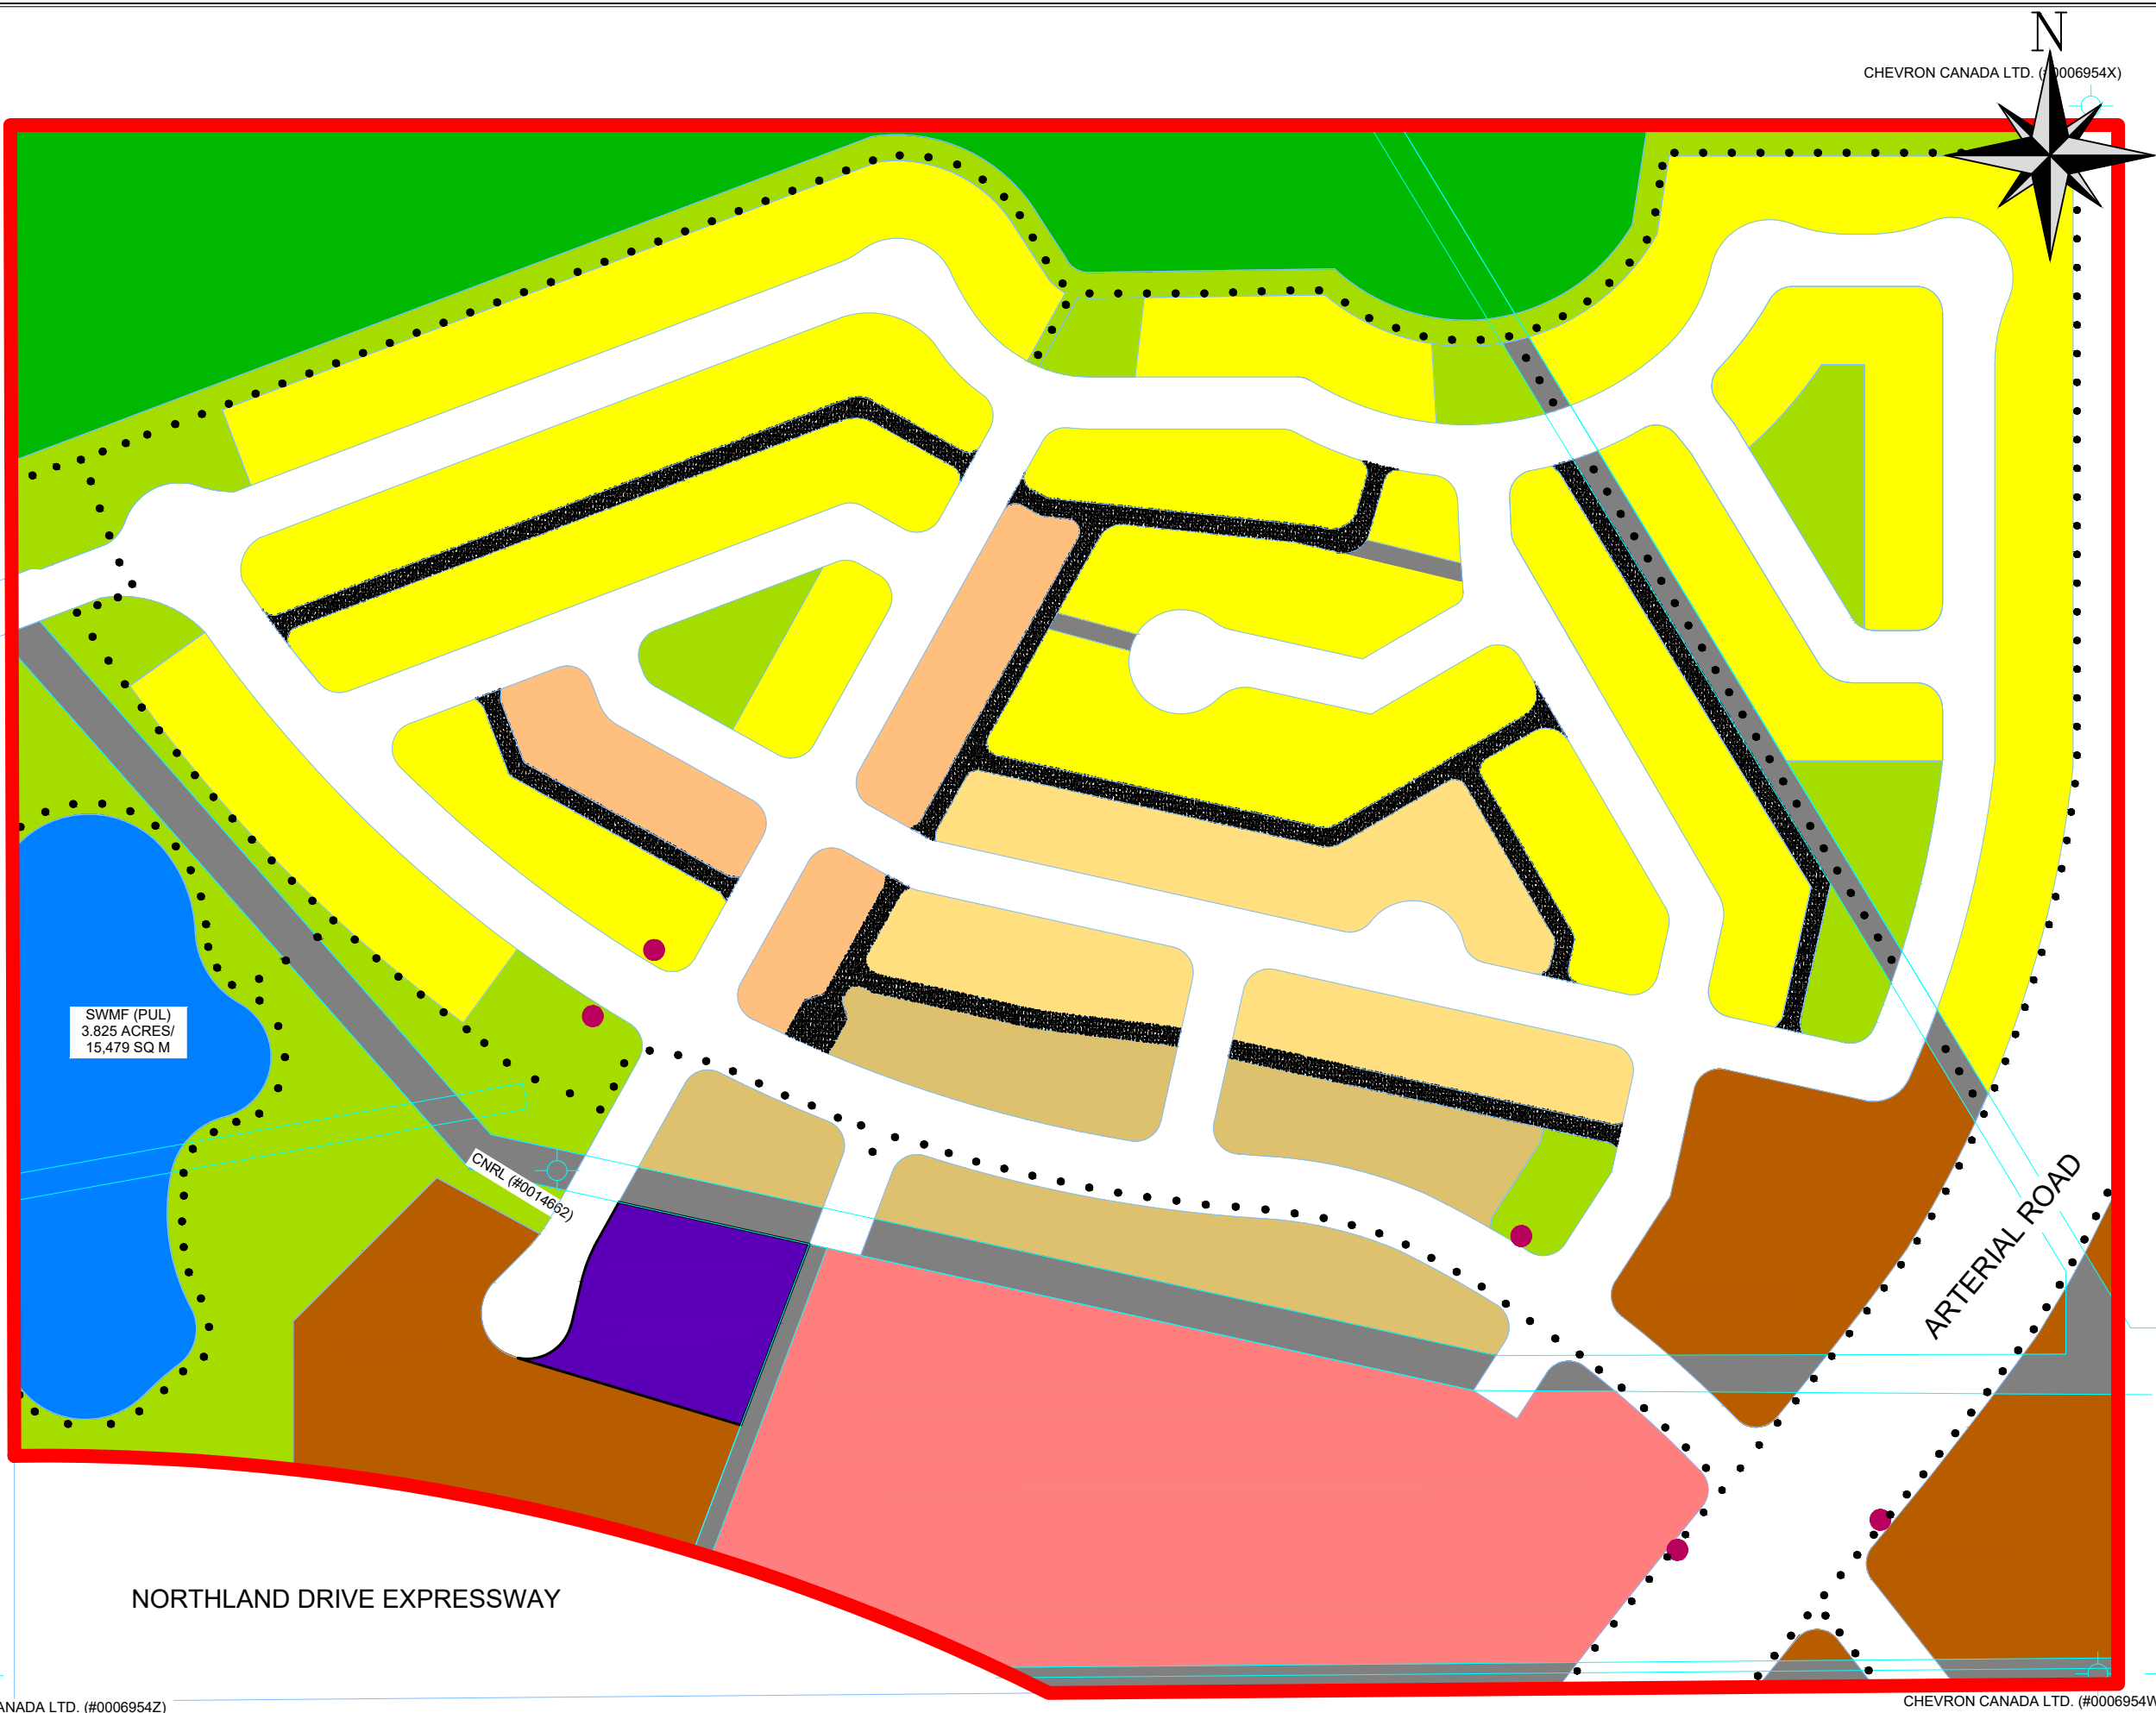 N
CHEVRON CANADA LTD. (#0006954X)
SWMF (PUL)
3.825 ACRES/
15,479 SQ M
CNRL (#0014662)
ARTERIAL ROAD
NORTHLAND DRIVE EXPRESSWAY
ANADA LTD. (#0006954Z)
CHEVRON CANADA LTD. (#0006954W